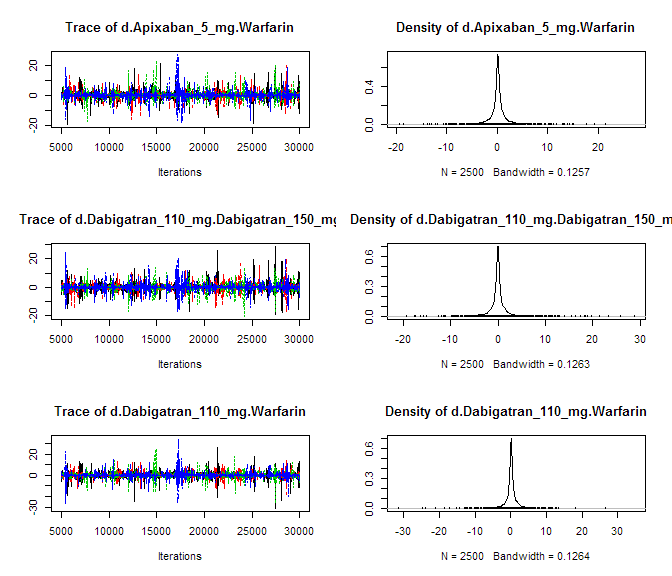 Trace of d.Apixaban_5_mg.Warfarin
20
0
-20
5000 10000 15000 20000 25000 30000
Iterations
Density of d.Apixaban_5_mg.Warfarin
0.4
0.0
-20 -10 0 10 20
N = 2500 Bandwidth = 0.1257
Trace of d.Dabigatran_110_mg.Dabigatran_150_mg
20
0
-20
5000 10000 15000 20000 25000 30000
Iterations
Density of d.Dabigatran_110_mg.Dabigatran_150_m
0.6
0.3
0.0
-20 -10 0 10 20 30
N = 2500 Bandwidth = 0.1263
Trace of d.Dabigatran_110_mg.Warfarin
20
0
-30
5000 10000 15000 20000 25000 30000
Iterations
Density of d.Dabigatran_110_mg.Warfarin
0.6
0.3
0.0
-30 -20 -10 0 10 20 30
N = 2500 Bandwidth = 0.1264